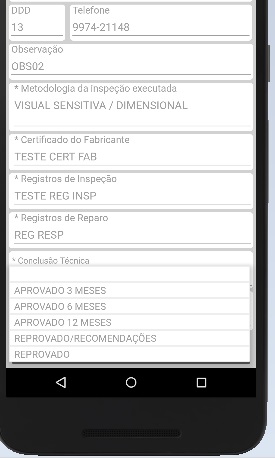 DDD Telefone
13 9974-21148
Observação
OBS02
* Metodologia da Inspeção executada
VISUAL SENSITIVA / DIMENSIONAL
* Certificado do Fabricante
TESTE CERT FAB
* Registros de Inspeção
TESTE REG INSP
* Registros de Reparo
REG RESP
* Conclusão Técnica
APROVADO 3 MESES
APROVADO 6 MESES
APROVADO 12 MESES
REPROVADO/RECOMENDAÇÕES
REPROVADO